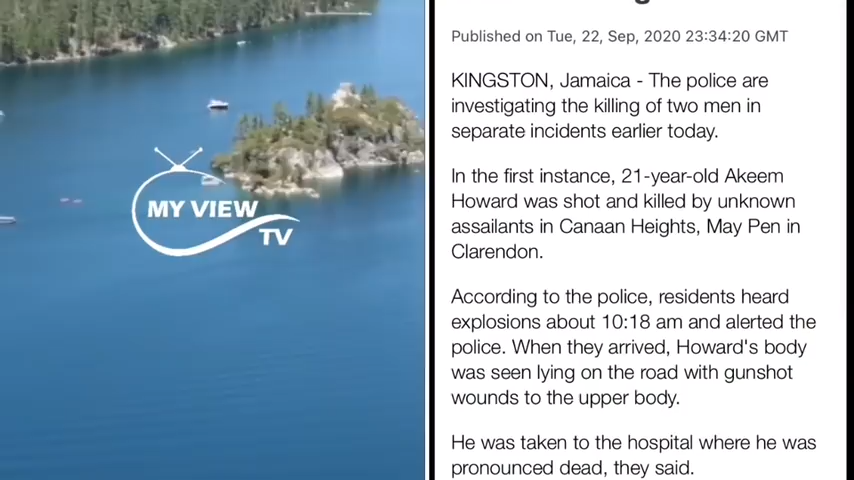 MY VIEW
TV
Published on Tue, 22, Sep, 2020 23:34:20 GMT
KINGSTON, Jamaica - The police are
investigating the killing of two men in
separate incidents earlier today.
In the first instance, 21-year-old Akeem
Howard was shot and killed by unknown
assailants in Canaan Heights, May Pen in
Clarendon.
According to the police, residents heard
explosions about 10:18 am and alerted the
police. When they arrived, Howard's body
was seen lying on the road with gunshot
wounds to the upper body.
He was taken to the hospital where he was
pronounced dead, they said.